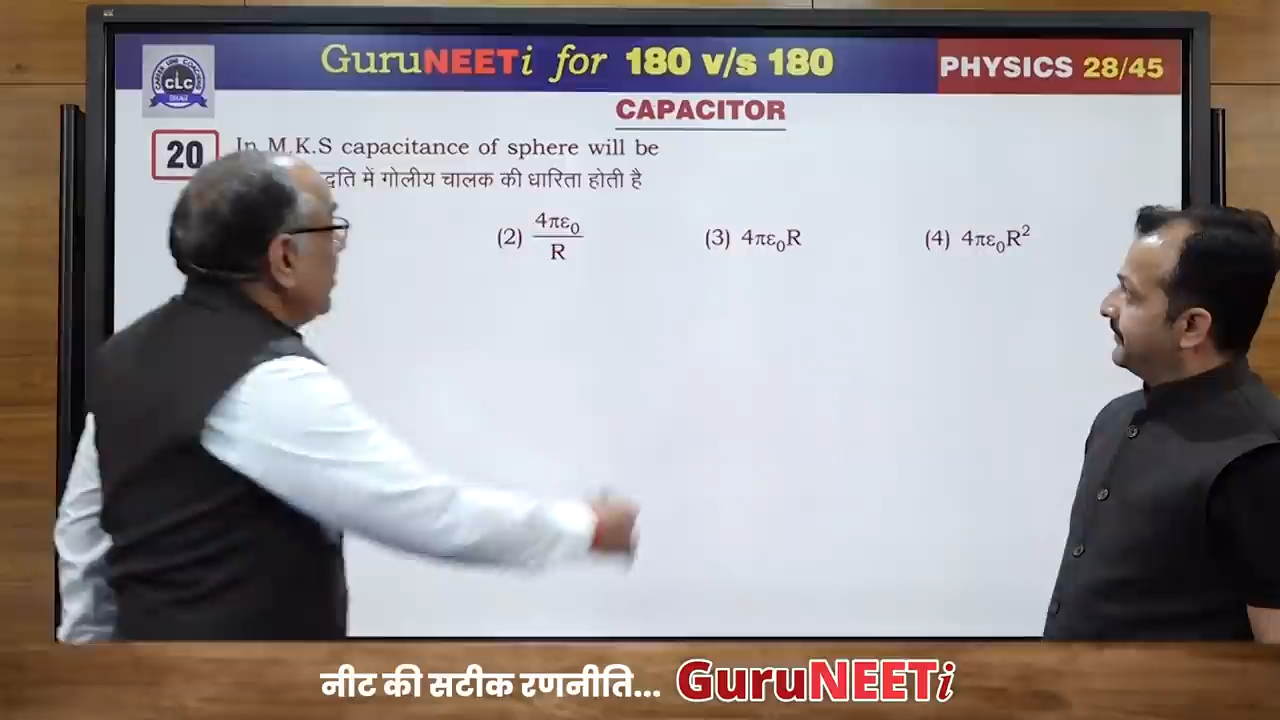 GuruNEETi for 180 v/s 180
PHYSICS 28/45
CLC
CAPACITOR
20 In M.K.S capacitance of sphere will be
में गोलीय चालक की धारिता होती है
(2) 4πε₀/R (3) 4πε₀R (4) 4πε₀R²
नीट की सटीक रणनीति... GuruNEETi